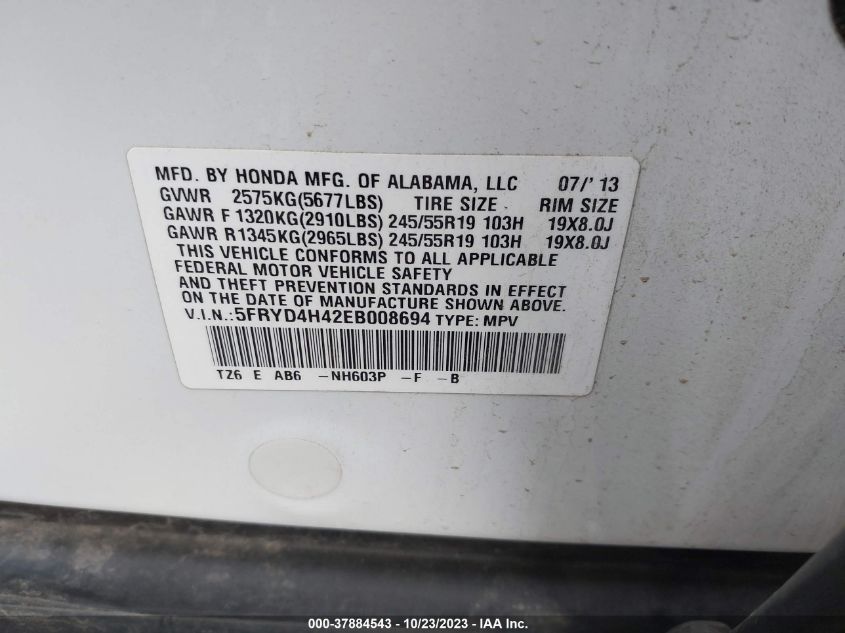 MFD. BY HONDA MFG. OF ALABAMA, LLC 07/' 13
GVWR 2575KG(5677LBS) TIRE SIZE RIM SIZE
GAWR F 1320KG(2910LBS) 245/55R19 103H 19X8.0J
GAWR R1345KG(2965LBS) 245/55R19 103H 19X8.0J
THIS VEHICLE CONFORMS TO ALL APPLICABLE
FEDERAL MOTOR VEHICLE SAFETY
AND THEFT PREVENTION STANDARDS IN EFFECT
ON THE DATE OF MANUFACTURE SHOWN ABOVE.
V.I.N.:5FRYD4H42EB008694 TYPE: MPV
TZ6 E AB6 -NH603P -F -B
000-37884543 - 10/23/2023 - IAA Inc.